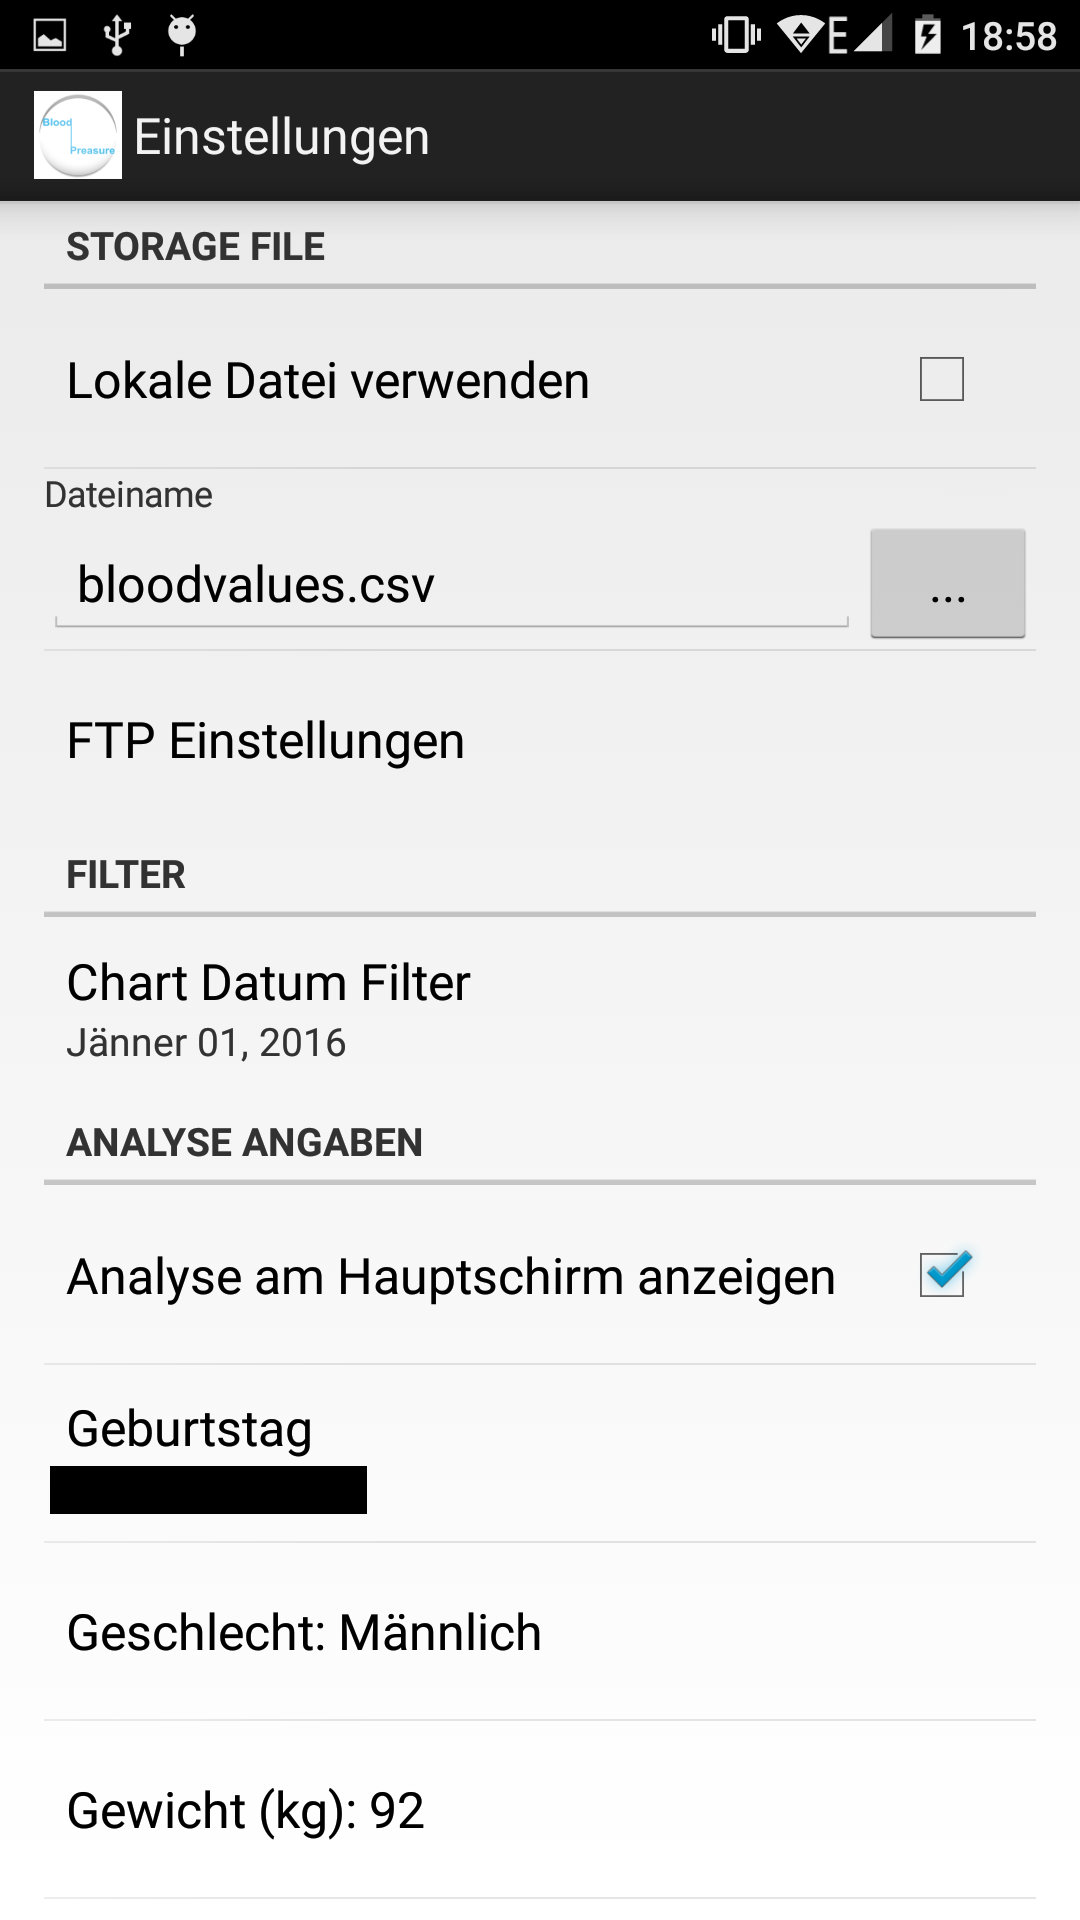 E 18:58
Blood
Preasure
Einstellungen
STORAGE FILE
Lokale Datei verwenden
Dateiname
bloodvalues.csv
...
FTP Einstellungen
FILTER
Chart Datum Filter
Jänner 01, 2016
ANALYSE ANGABEN
Analyse am Hauptschirm anzeigen
Geburtstag
Geschlecht: Männlich
Gewicht (kg): 92